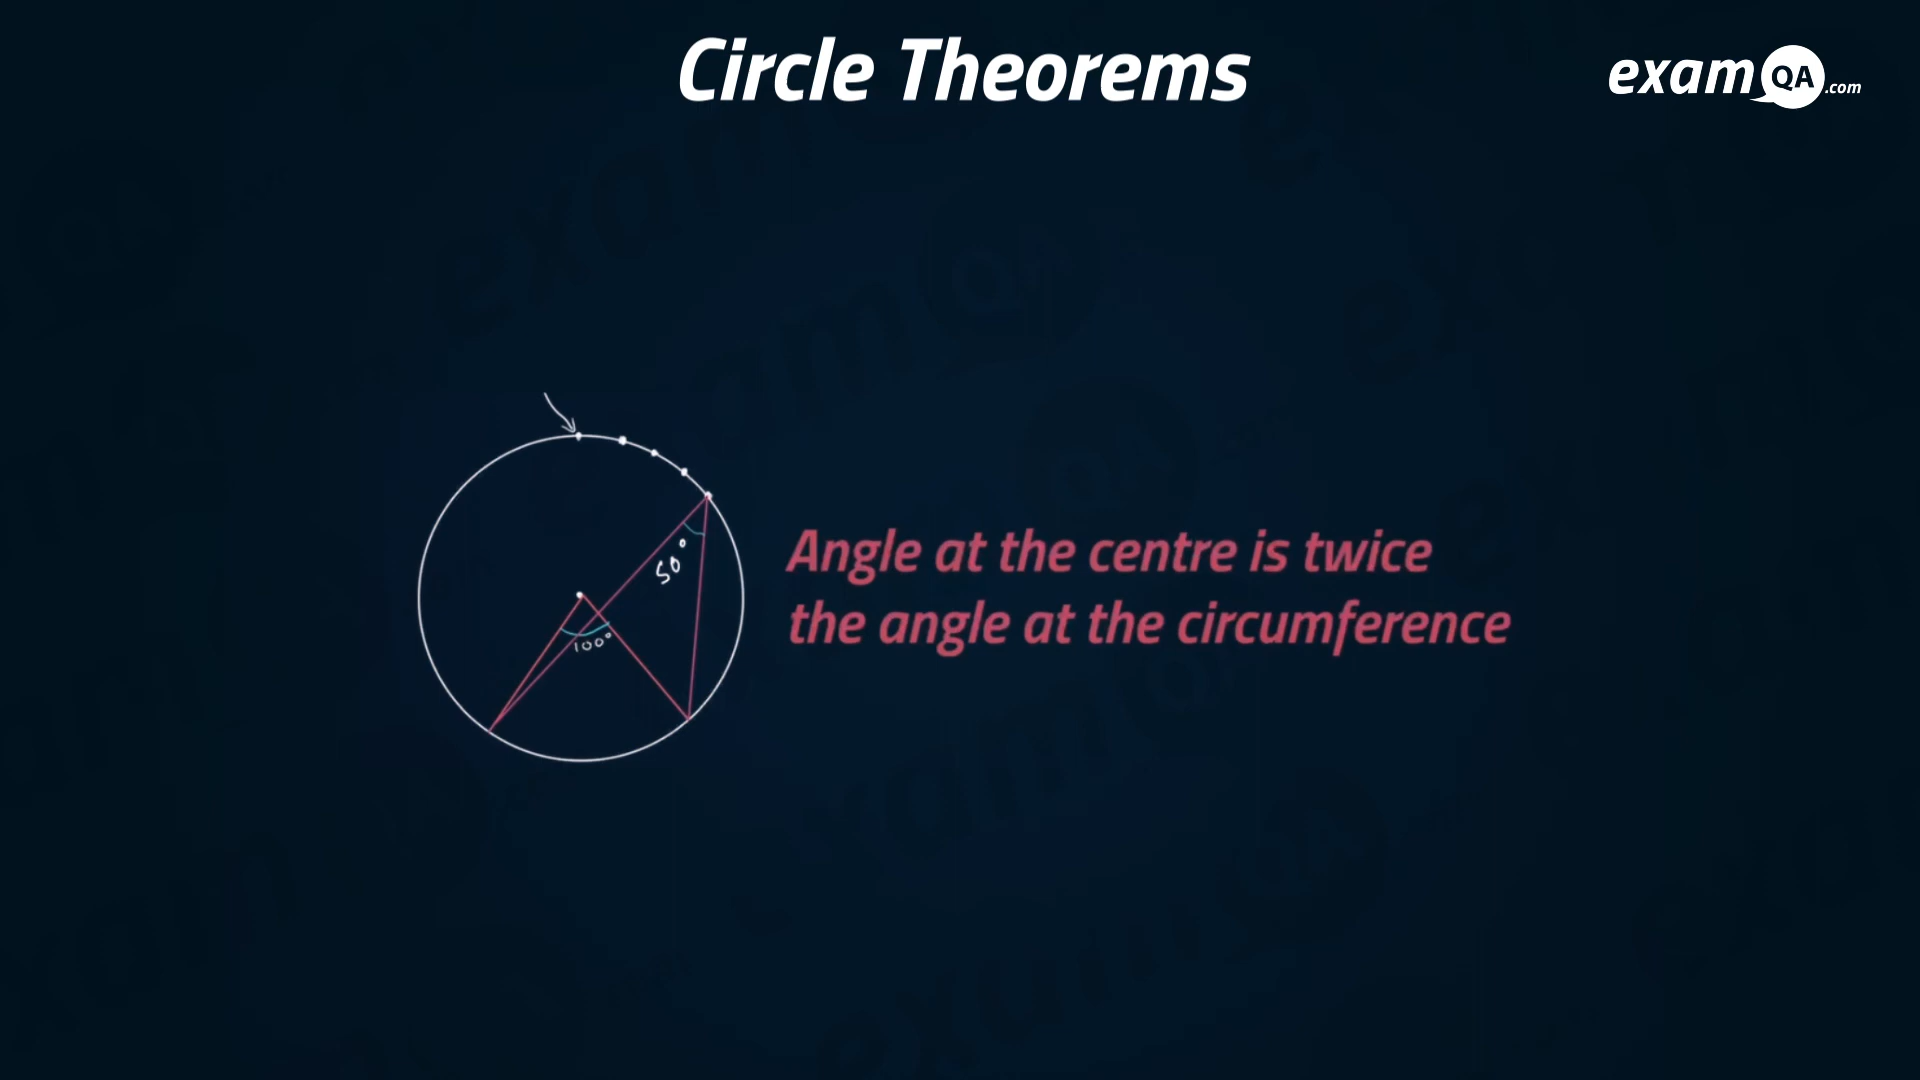 Circle Theorems
examQA.com
50°
Angle at the centre is twice
the angle at the circumference
100°